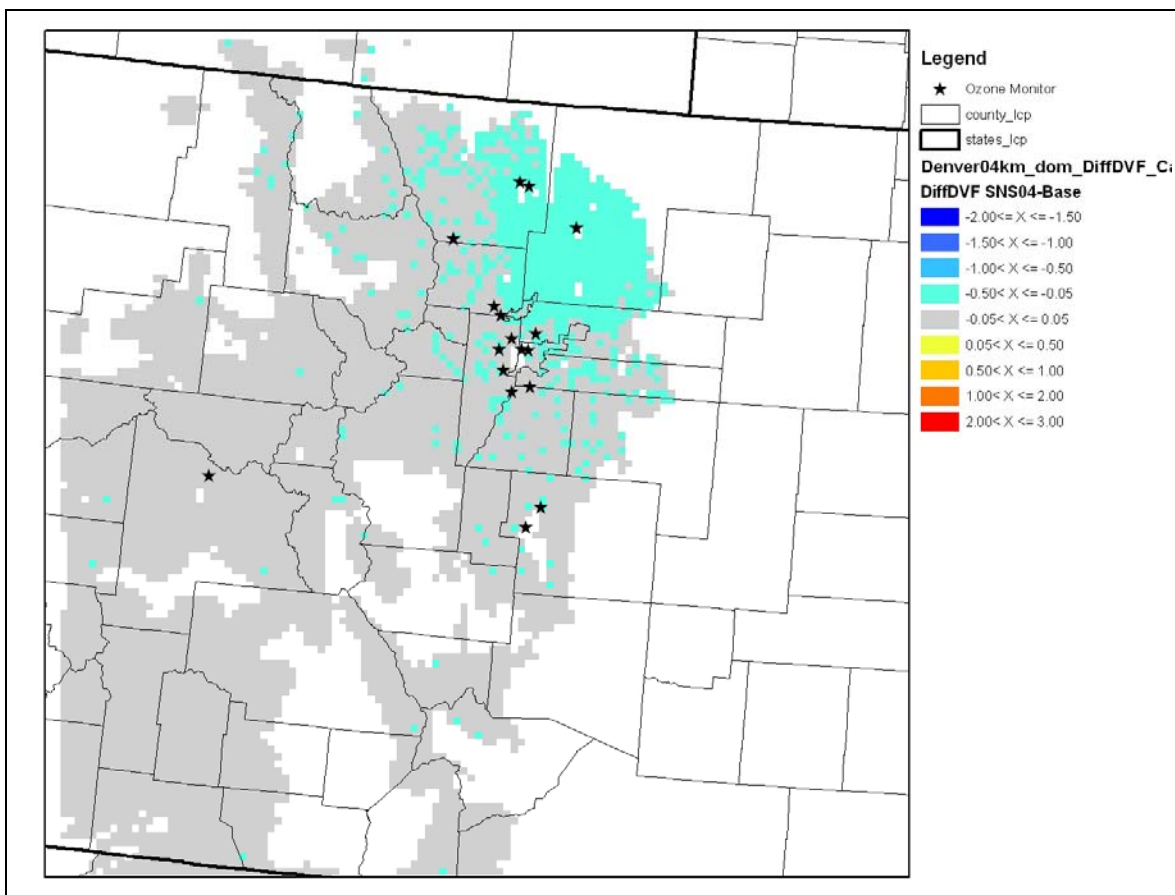 Legend
Ozone Monitor
county_lcp
states_lcp
Denver04km_dom_DiffDVF_Ca
DiffDVF SNS04-Base
-2.00<= X <= -1.50
-1.50< X <= -1.00
-1.00< X <= -0.50
-0.50< X <= -0.05
-0.05< X <= 0.05
0.05< X <= 0.50
0.50< X <= 1.00
1.00< X <= 2.00
2.00< X <= 3.00